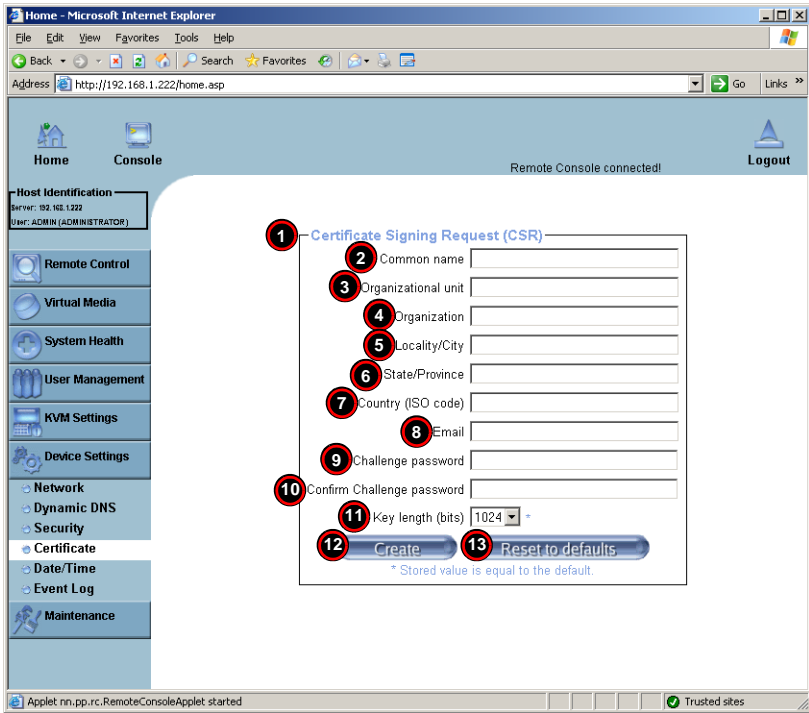 Home - Microsoft Internet Explorer
File Edit View Favorites Tools Help
Back Search Favorites
Address http://192.168.1.222/home.asp Go Links »
Home Console Remote Console connected! Logout
Host Identification
Server: 192.168.1.222
User: ADMIN (ADMINISTRATOR)
Remote Control
Virtual Media
System Health
User Management
KVM Settings
Device Settings
Network
Dynamic DNS
Security
Certificate
Date/Time
Event Log
Maintenance
1 Certificate Signing Request (CSR)
2 Common name
3 Organizational unit
4 Organization
5 Locality/City
6 State/Province
7 Country (ISO code)
8 Email
9 Challenge password
10 Confirm Challenge password
11 Key length (bits) 1024 *
12 Create 13 Reset to defaults
* Stored value is equal to the default.
Applet nn.pp.rc.RemoteConsoleApplet started Trusted sites